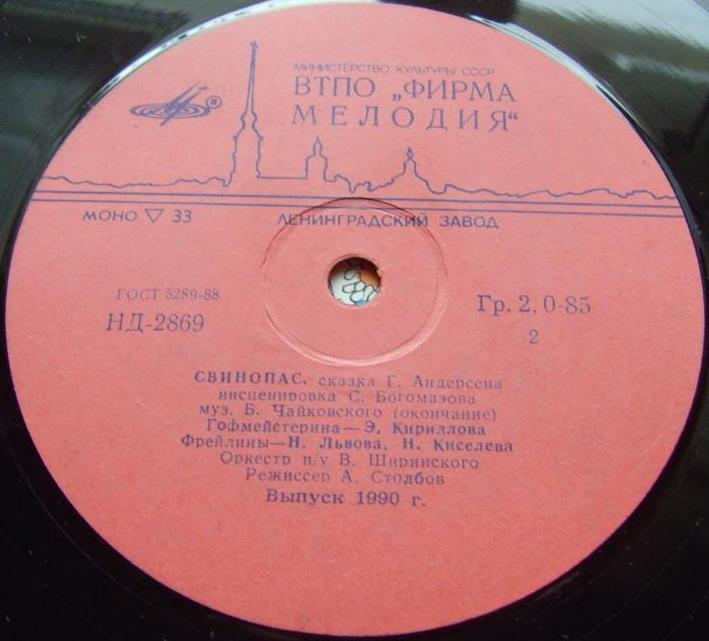 МИНИСТЕРСТВО КУЛЬТУРЫ СССР
ВТПО „ФИРМА
МЕЛОДИЯ“
®
МОНО ▽ 33
ЛЕНИНГРАДСКИЙ ЗАВОД
ГОСТ 5289-88
НД-2869
Гр. 2. 0-85
2
СВИНОПАС, сказка Г. Андерсена
инсценировка С. Богомазова
муз. Б. Чайковского (окончание)
Гофмейстерина—Э. Кириллова
Фрейлины—Н. Львова, Н. Киселева
Оркестр п/у В. Ширинского
Режиссер А. Столбов
Выпуск 1990 г.